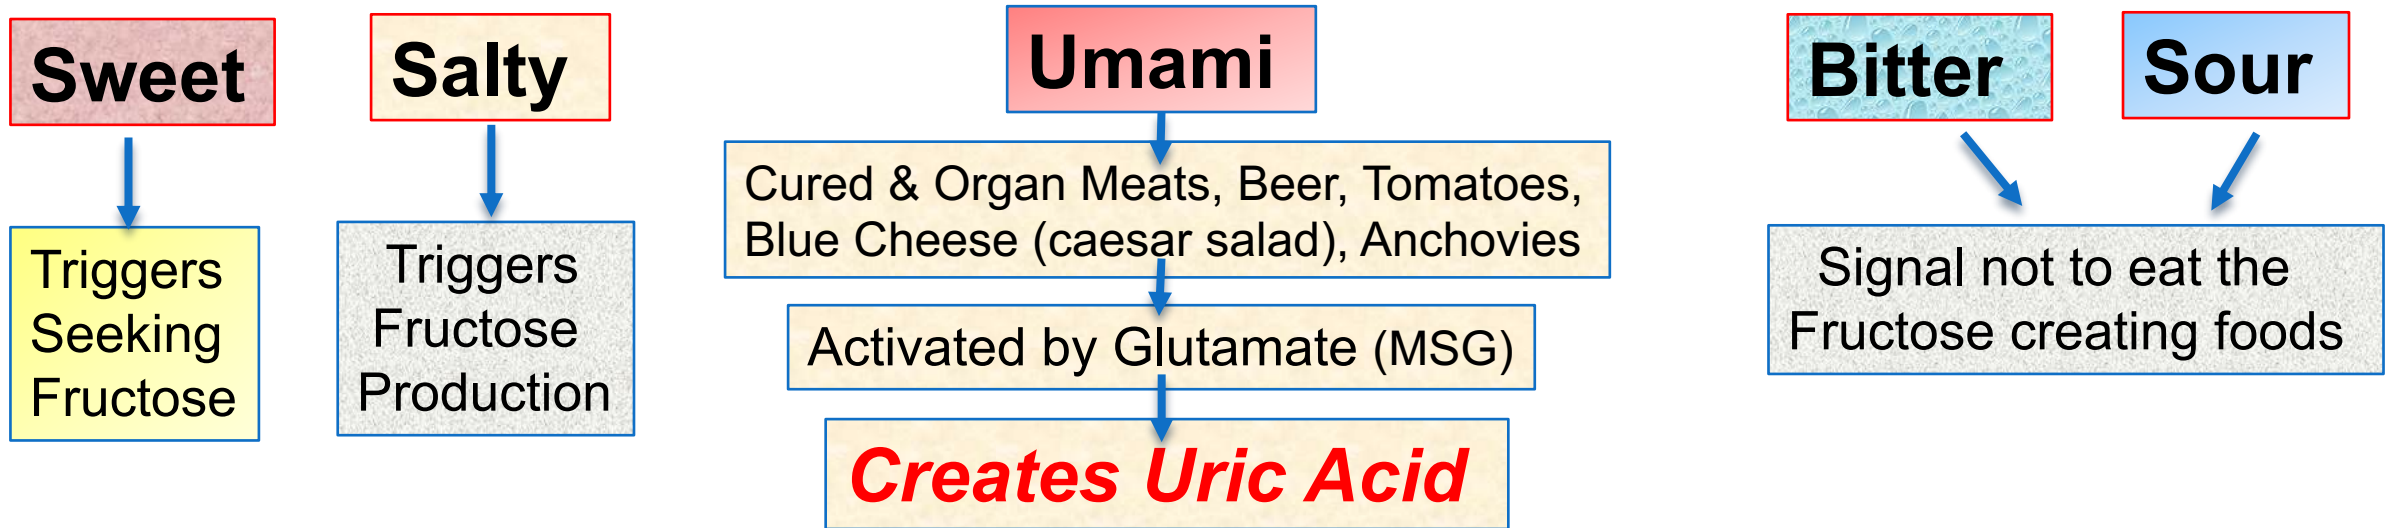 Sweet
Triggers
Seeking
Fructose
Salty
Triggers
Fructose
Production
Umami
Cured & Organ Meats, Beer, Tomatoes,
Blue Cheese (caesar salad), Anchovies
Activated by Glutamate (MSG)
Creates Uric Acid
Bitter
Sour
Signal not to eat the
Fructose creating foods